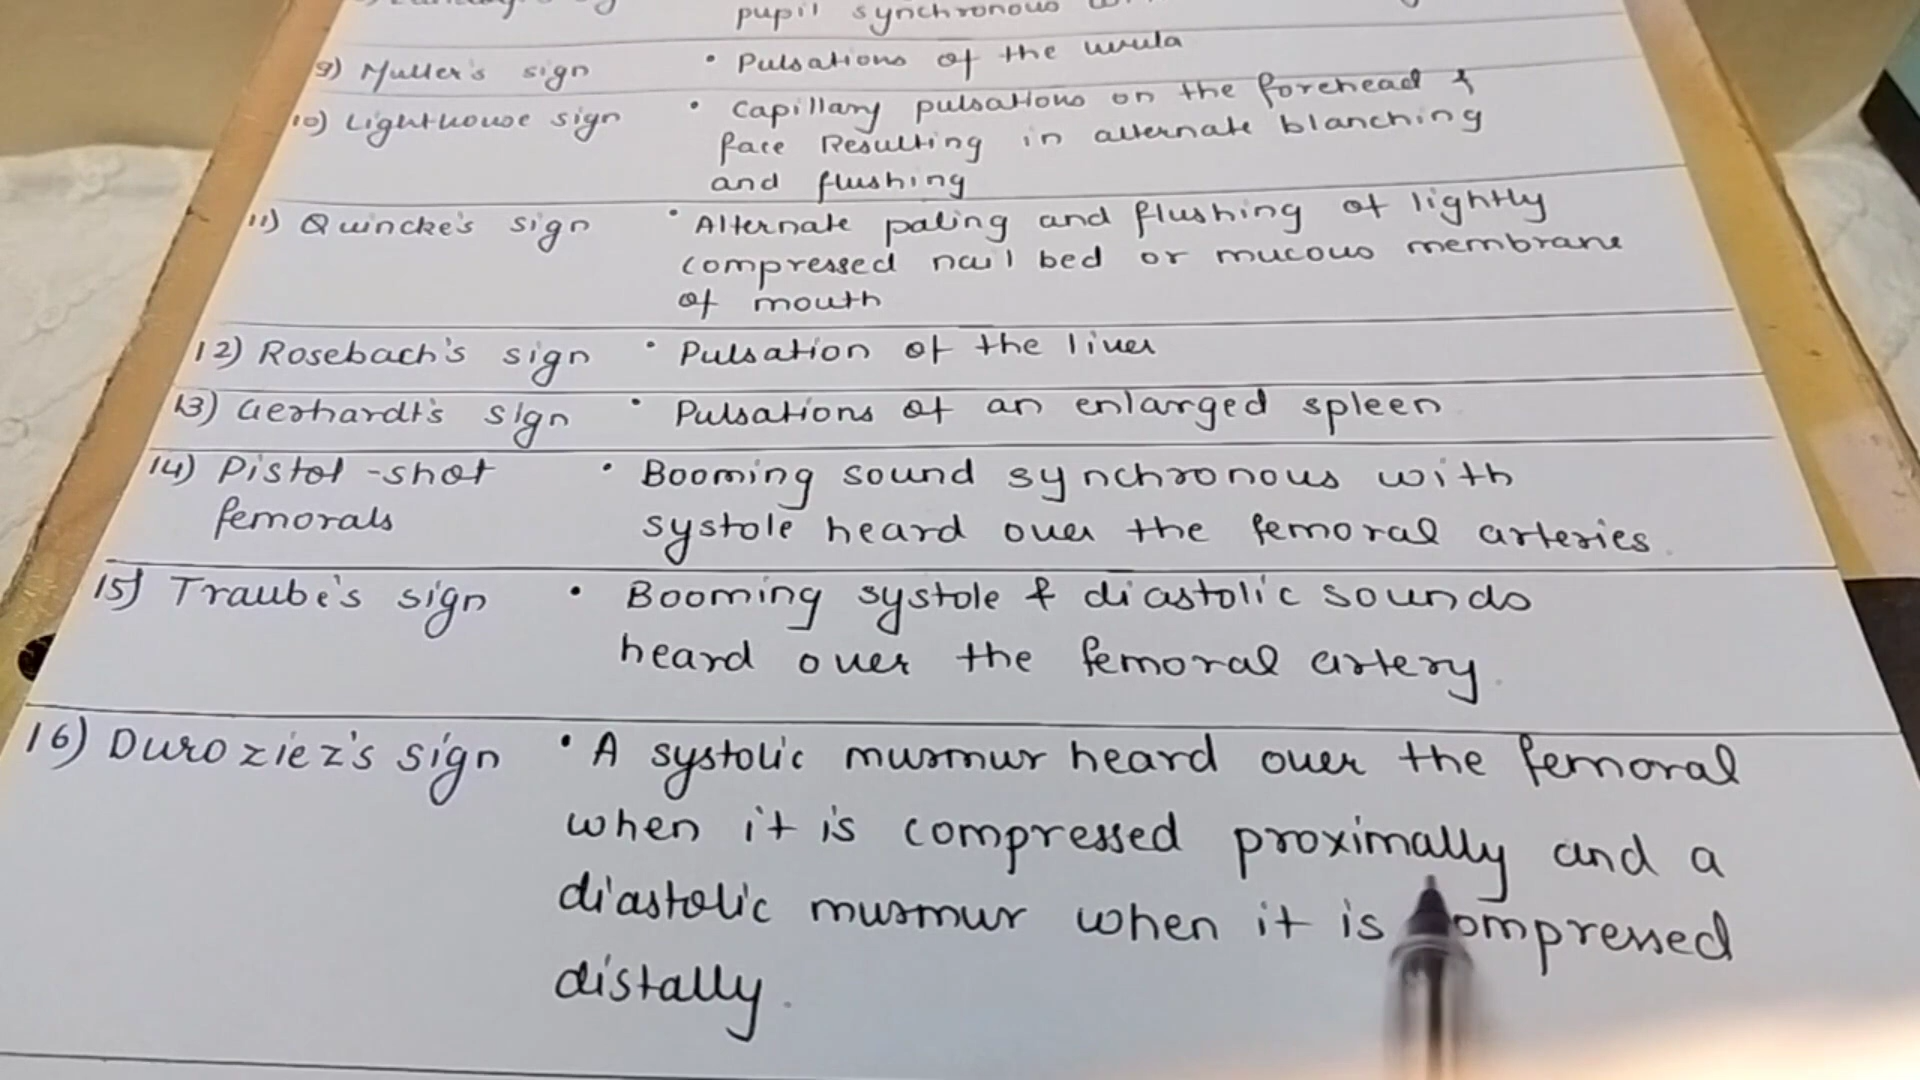 pupil synchronous
9) Muller's sign • Pulsations of the uvula
10) Lighthouse sign • Capillary pulsations on the forehead &
face Resulting in alternate blanching
and flushing
11) Quincke's sign • Alternate paling and flushing of lightly
compressed nail bed or mucous membrane
of mouth
12) Rosebach's sign • Pulsation of the liver
13) Gerhardt's sign • Pulsations of an enlarged spleen
14) Pistol-shot • Booming sound synchronous with
femorals systole heard over the femoral arteries.
15) Traube's sign • Booming systole & diastolic sounds
heard over the femoral artery.
16) Duroziez's sign • A systolic murmur heard over the femoral
when it is compressed proximally and a
diastolic murmur when it is compressed
distally.